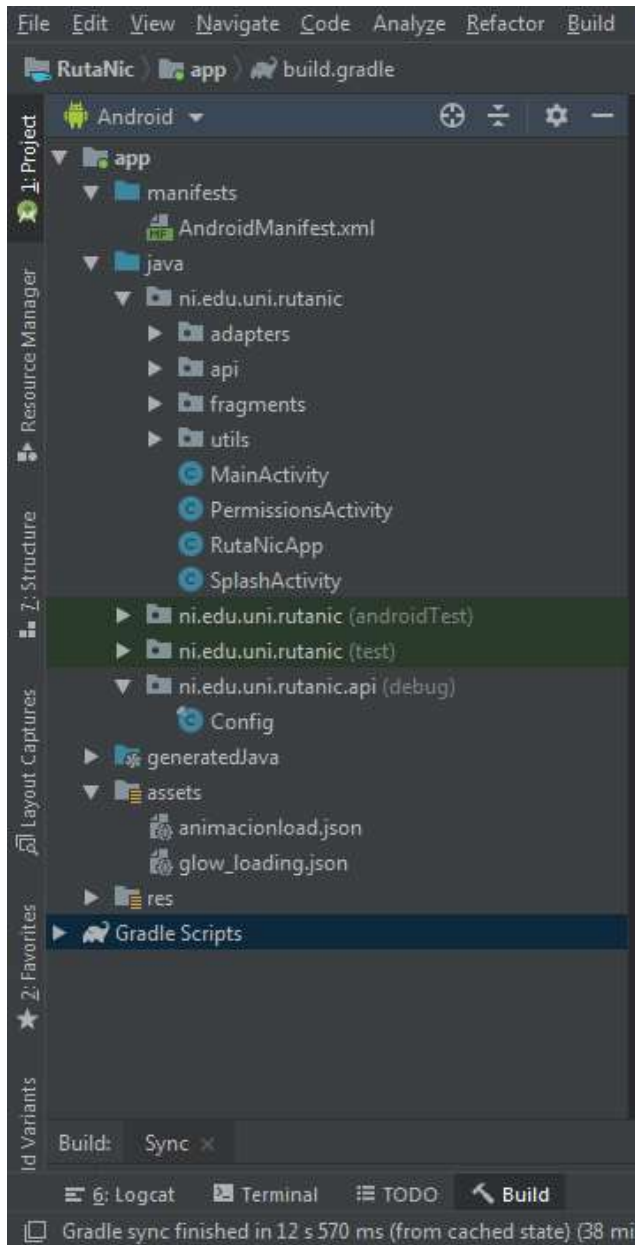 File Edit View Navigate Code Analyze Refactor Build
RutaNic app build.gradle
Android
1: Project
Resource Manager
7: Structure
Layout Captures
2: Favorites
ld Variants
app
manifests
AndroidManifest.xml
java
ni.edu.uni.rutanic
adapters
api
fragments
utils
MainActivity
PermissionsActivity
RutaNicApp
SplashActivity
ni.edu.uni.rutanic (androidTest)
ni.edu.uni.rutanic (test)
ni.edu.uni.rutanic.api (debug)
Config
generatedJava
assets
animacionload.json
glow_loading.json
res
Gradle Scripts
Build: Sync
6: Logcat Terminal TODO Build
Gradle sync finished in 12 s 570 ms (from cached state) (38 mi